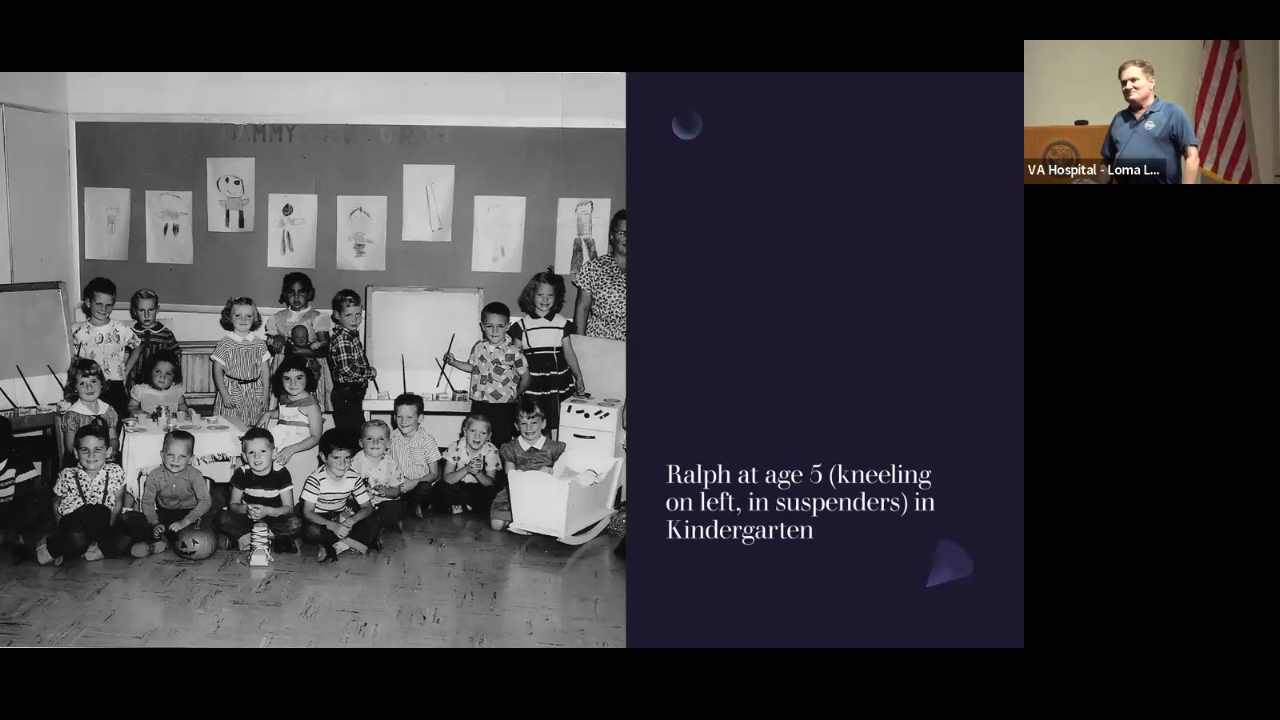 Ralph at age 5 (kneeling
on left, in suspenders) in
Kindergarten
VA Hospital - Loma L...